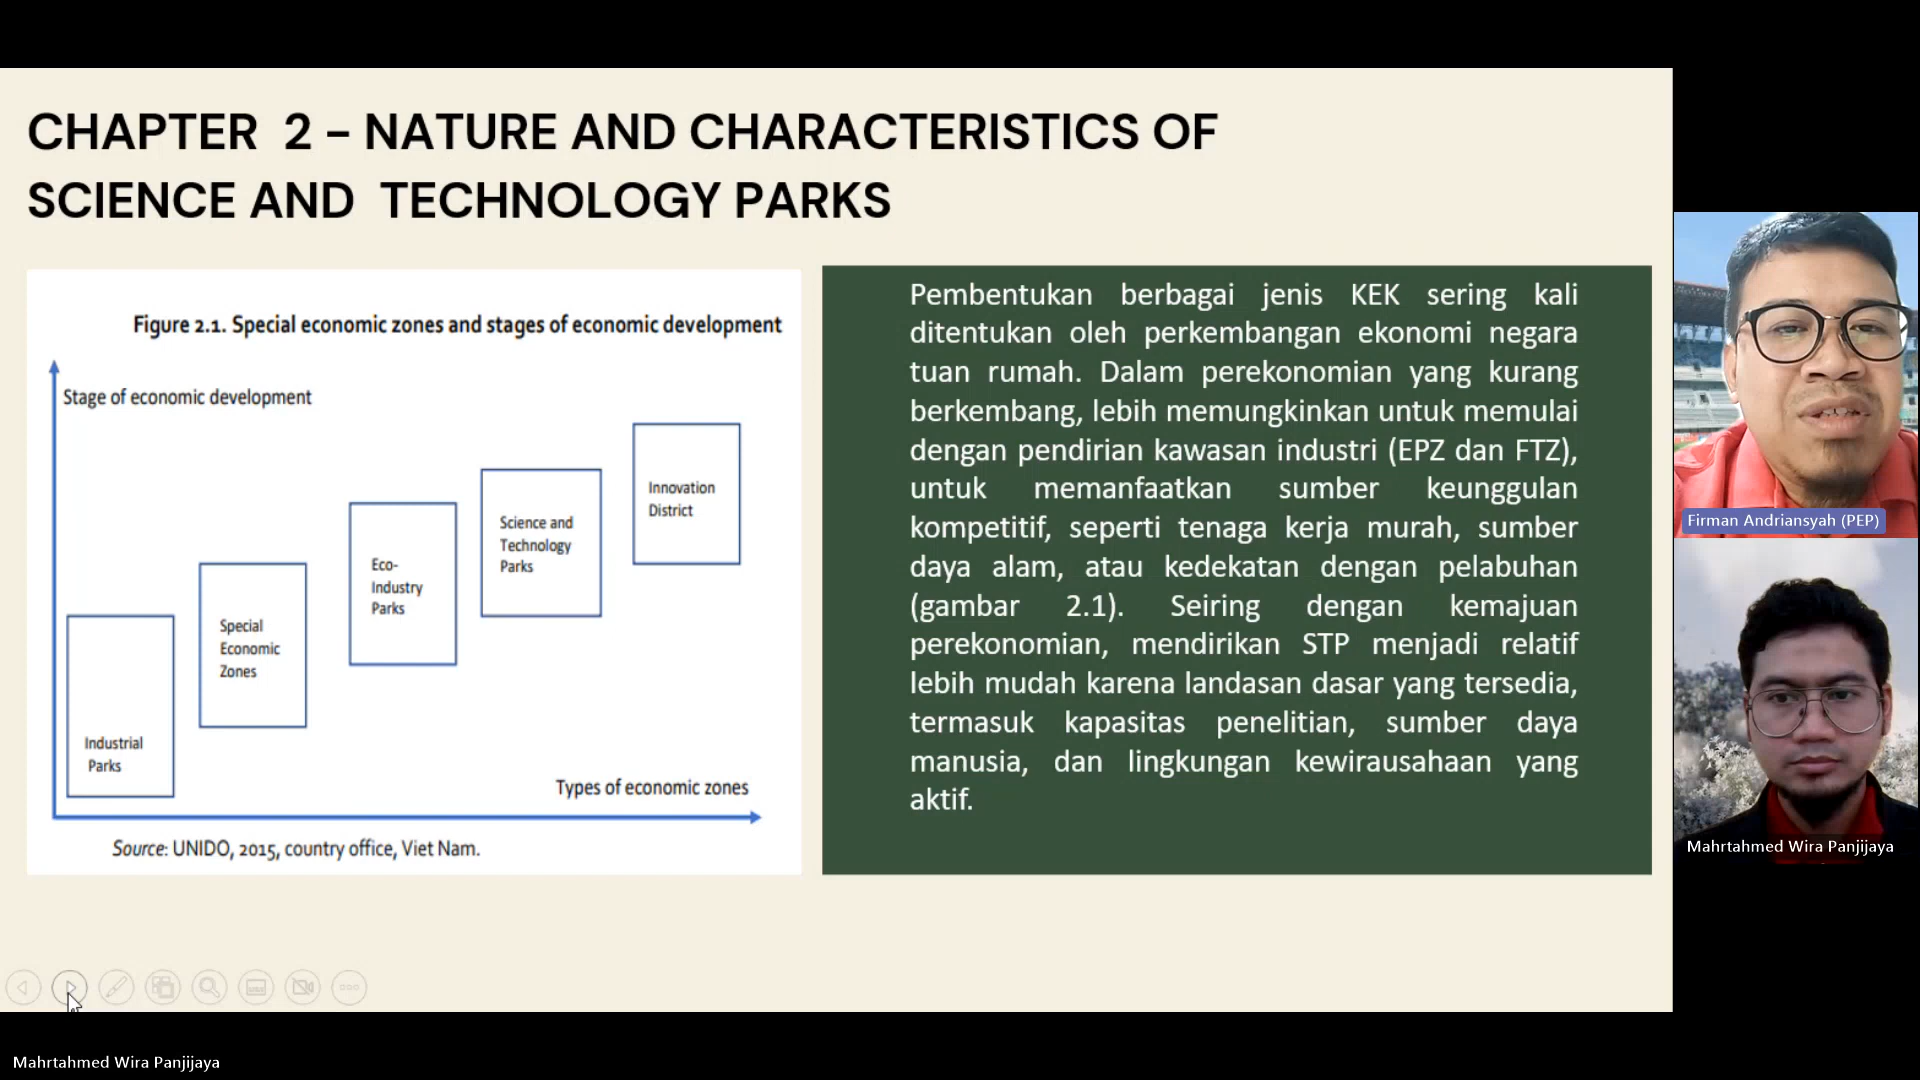 CHAPTER 2 – NATURE AND CHARACTERISTICS OF
SCIENCE AND TECHNOLOGY PARKS
Figure 2.1. Special economic zones and stages of economic development
Stage of economic development
Industrial
Parks
Special
Economic
Zones
Eco-
Industry
Parks
Science and
Technology
Parks
Innovation
District
Types of economic zones
Source: UNIDO, 2015, country office, Viet Nam.
Pembentukan berbagai jenis KEK sering kali
ditentukan oleh perkembangan ekonomi negara
tuan rumah. Dalam perekonomian yang kurang
berkembang, lebih memungkinkan untuk memulai
dengan pendirian kawasan industri (EPZ dan FTZ),
untuk memanfaatkan sumber keunggulan
kompetitif, seperti tenaga kerja murah, sumber
daya alam, atau kedekatan dengan pelabuhan
(gambar 2.1). Seiring dengan kemajuan
perekonomian, mendirikan STP menjadi relatif
lebih mudah karena landasan dasar yang tersedia,
termasuk kapasitas penelitian, sumber daya
manusia, dan lingkungan kewirausahaan yang
aktif.
Firman Andriansyah (PEP)
Mahrtahmed Wira Panjijaya
Mahrtahmed Wira Panjijaya